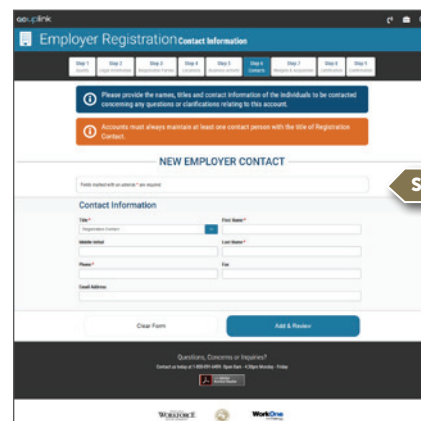 uplink
Employer Registration Contact Information
Step 1
Step 2
Step 3
Step 4
Step 5
Step 6
Contacts
Step 7
Step 8
Step 9
Please provide the names, titles and contact information of the individuals to be contacted
concerning any questions or clarifications relating to this account.
Accounts must always maintain at least one contact person with the title of Registration
Contact.
NEW EMPLOYER CONTACT
Fields marked with an asterisk * are required
S
Contact Information
Title *
First Name *
Registration Contact
Middle Initial
Last Name *
Phone *
Fax
Email Address
Clear Form
Add & Review
Questions, Concerns or Inquiries?
WORKFORCE
WorkOne